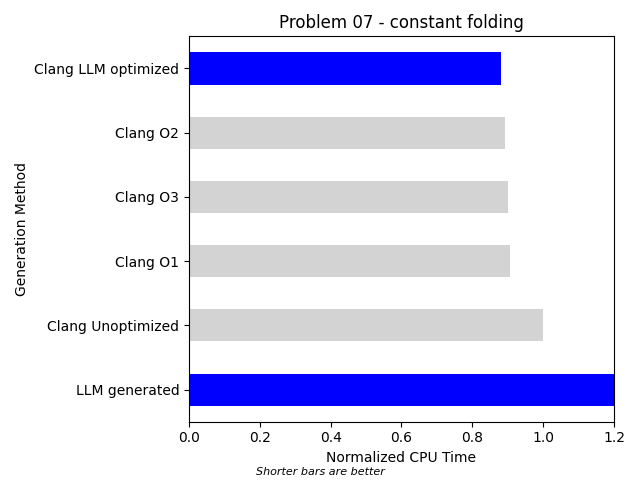 Problem 07 - constant folding
Clang LLM optimized
Clang O2
Clang O3
Clang O1
Clang Unoptimized
LLM generated
Generation Method
0.0 0.2 0.4 0.6 0.8 1.0 1.2
Normalized CPU Time
Shorter bars are better